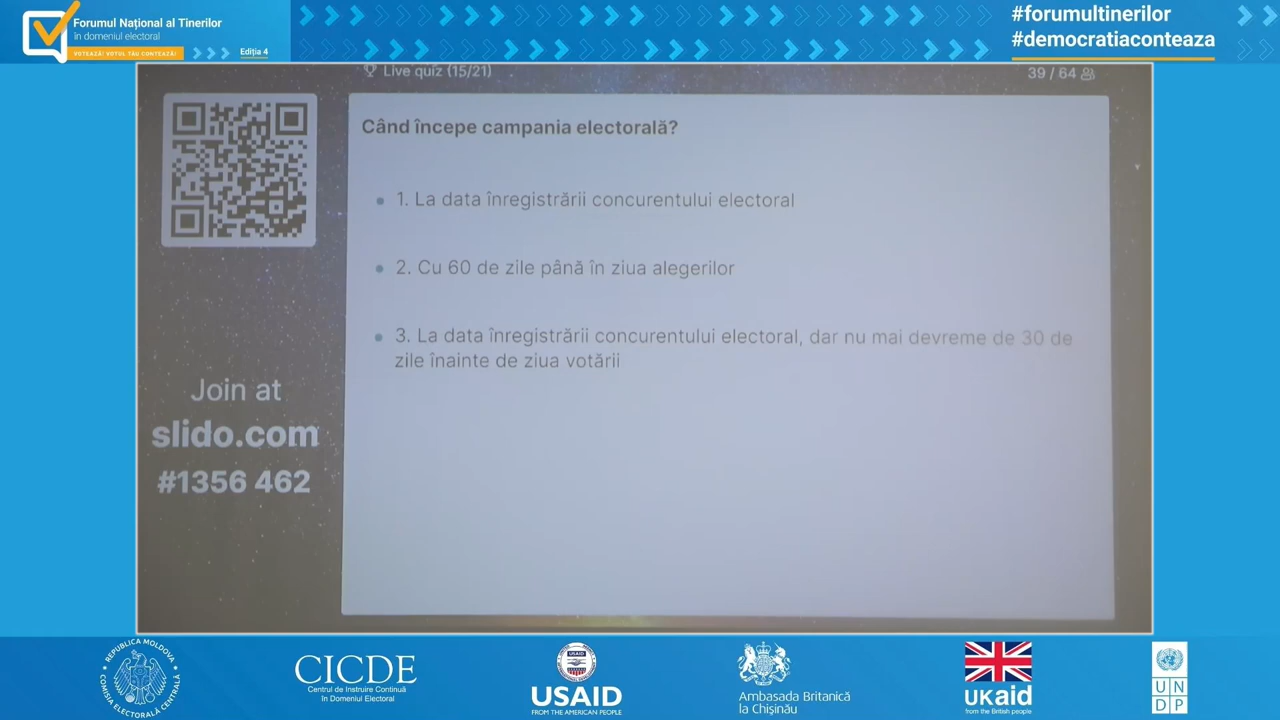 Forumul Național al Tinerilor
în domeniul electoral
VOTEAZĂ! VOTUL TĂU CONTEAZĂ!
Ediția 4
#forumultinerilor
#democratiaconteaza
Live quiz (15/21)
39 / 64
Când începe campania electorală?
1. La data înregistrării concurentului electoral
2. Cu 60 de zile până în ziua alegerilor
3. La data înregistrării concurentului electoral, dar nu mai devreme de 30 de
zile înainte de ziua votării
Join at
slido.com
#1356 462
REPUBLICA MOLDOVA
COMISIA ELECTORALĂ CENTRALĂ
CICDE
Centrul de Instruire Continuă
în Domeniul Electoral
USAID
USAID
FROM THE AMERICAN PEOPLE
Ambasada Britanică
la Chișinău
UKaid
from the British people
U N
D P